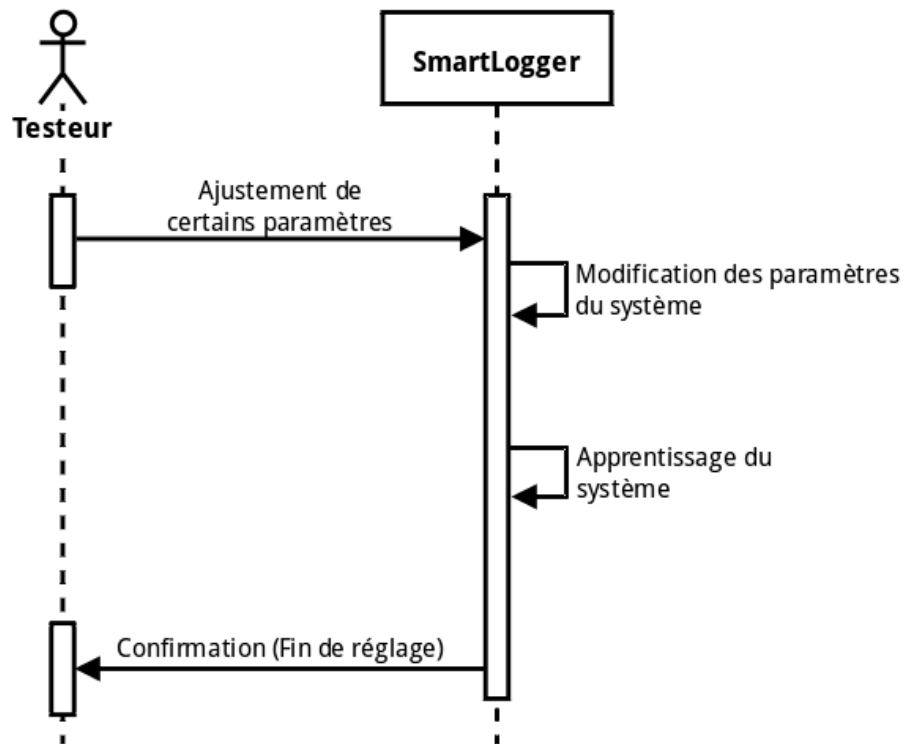 SmartLogger
Testeur
Ajustement de
certains paramètres
Modification des paramètres
du système
Apprentissage du
système
Confirmation (Fin de réglage)